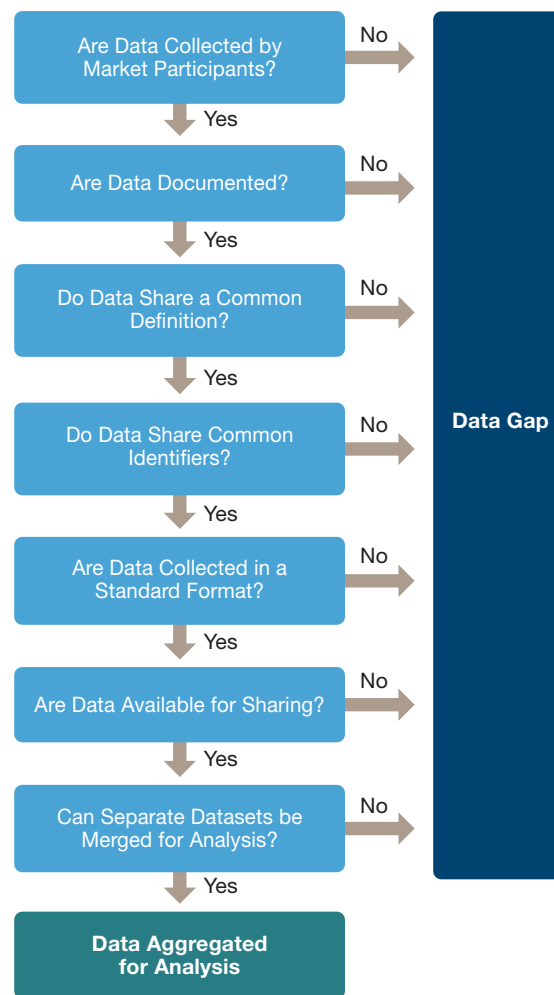 Are Data Collected by
Market Participants?
No
Yes
Are Data Documented?
No
Yes
Do Data Share a Common
Definition?
No
Yes
Do Data Share Common
Identifiers?
No
Data Gap
Yes
Are Data Collected in a
Standard Format?
No
Yes
Are Data Available for Sharing?
No
Yes
Can Separate Datasets be
Merged for Analysis?
No
Yes
Data Aggregated
for Analysis